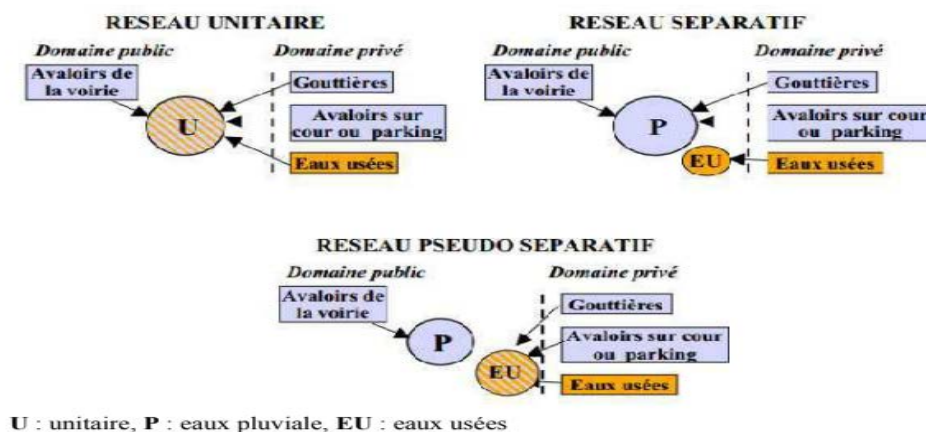 RESEAU UNITAIRE
Domaine public
Domaine privé
Avaloirs de
la voirie
U
Gouttières
Avaloirs sur
cour ou parking
Eaux usées
RESEAU SEPARATIF
Domaine public
Domaine privé
Avaloirs de
la voirie
P
EU
Gouttières
Avaloirs sur cour
ou parking
Eaux usées
RESEAU PSEUDO SEPARATIF
Domaine public
Domaine privé
Avaloirs de
la voirie
P
EU
Gouttières
Avaloirs sur cour
ou parking
Eaux usées
U : unitaire, P : eaux pluviale, EU : eaux usées